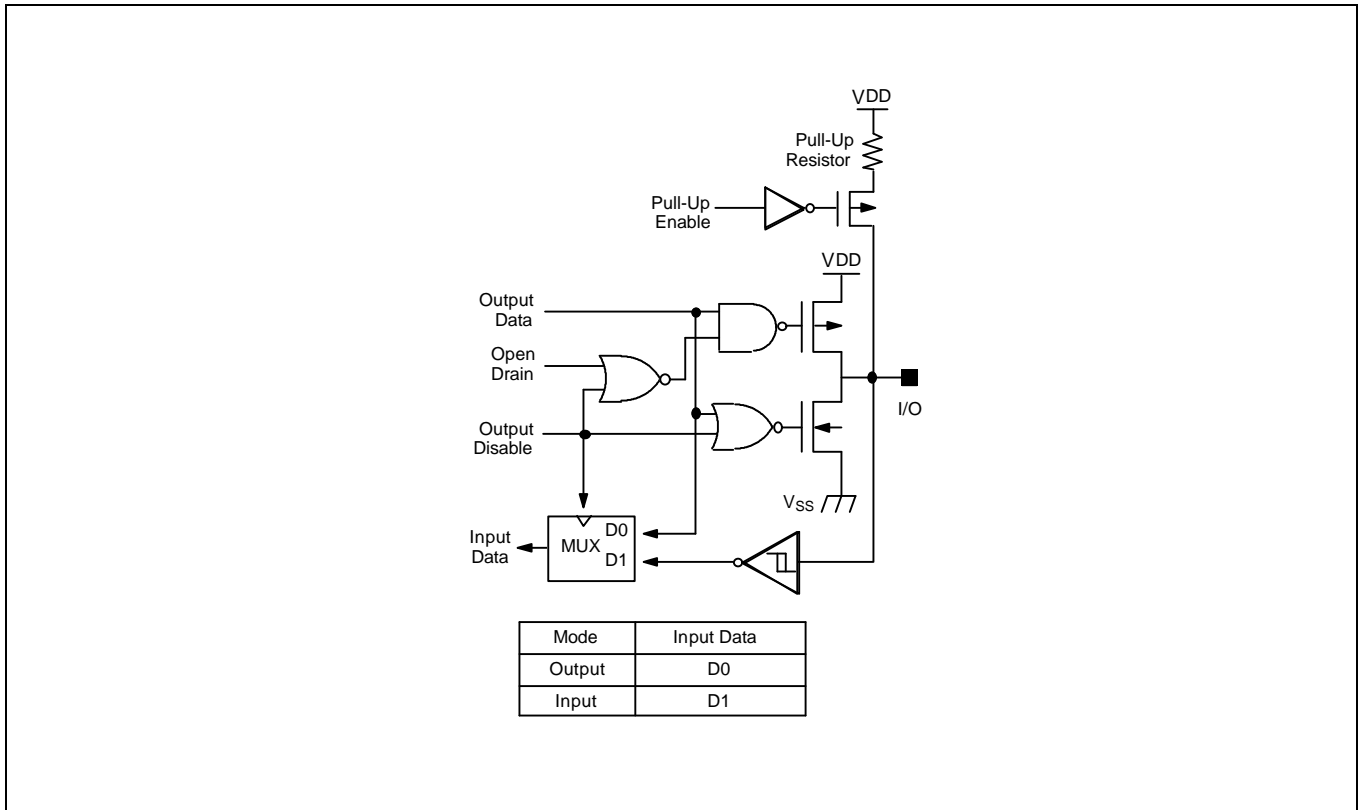 VDD
Pull-Up
Resistor
Pull-Up
Enable
VDD
Output
Data
Open
Drain
I/O
Output
Disable
VSS
Input
Data
MUX
D0
D1
Mode Input Data
Output D0
Input D1